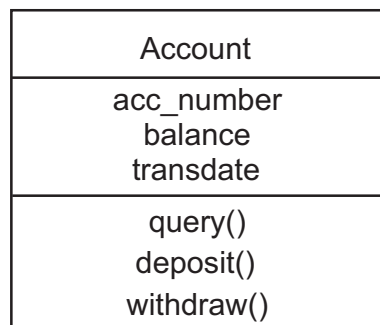 Account
acc_number
balance
transdate
query()
deposit()
withdraw()